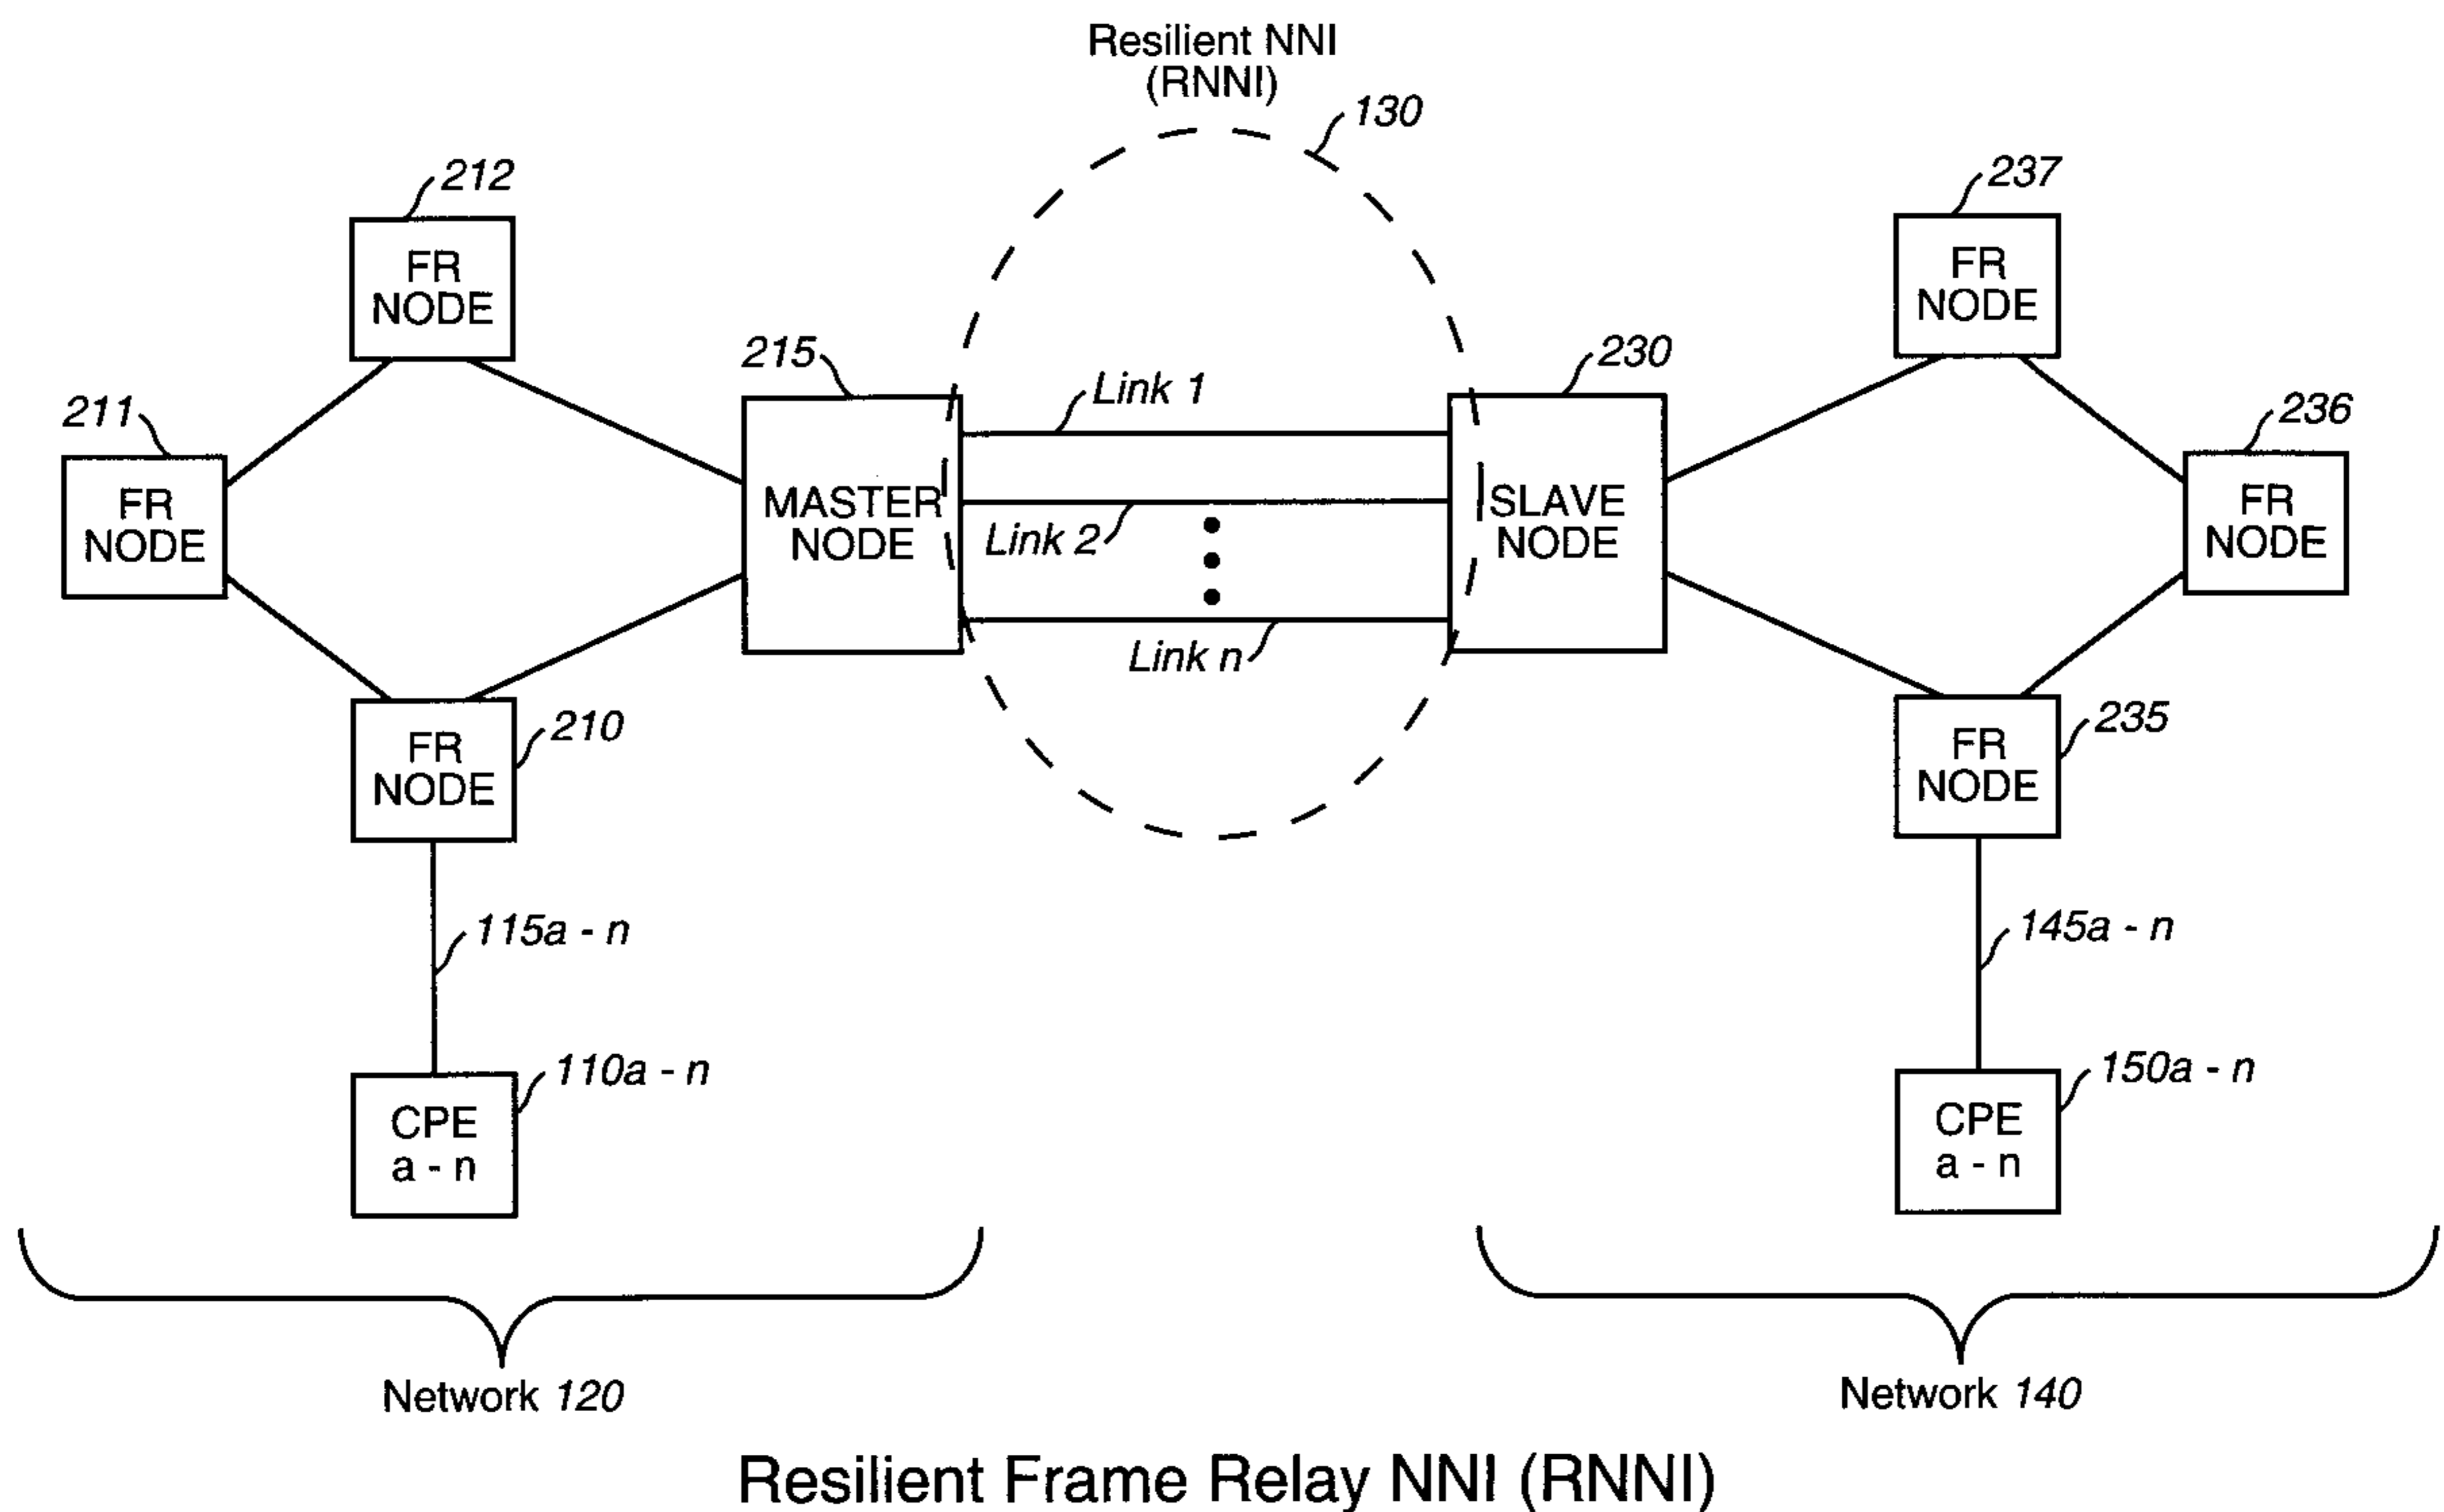 Resilient NNI
(RNNI)
130
212
237
FR
NODE
FR
NODE
215
230
Link 1
211
236
FR
NODE
MASTER
NODE
Link 2
SLAVE
NODE
FR
NODE
Link n
210
235
FR
NODE
FR
NODE
115a - n
145a - n
110a - n
150a - n
CPE
a - n
CPE
a - n
Network 120
Network 140
Resilient Frame Relay NNI (RNNI)